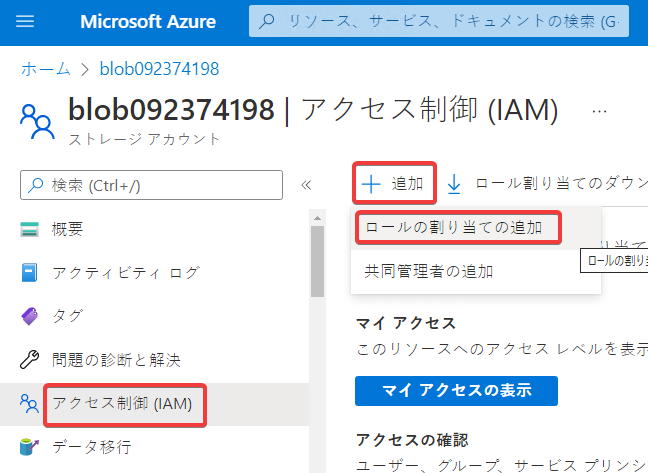 Microsoft Azure
リソース、サービス、ドキュメントの検索 (G
ホーム > blob092374198
blob092374198 | アクセス制御 (IAM) ...
ストレージ アカウント
検索 (Ctrl+/)
«
+ 追加
ロール割り当てのダウン
概要
ロールの割り当ての追加
り当ての
アクティビティ ログ
共同管理者の追加
ロールの割り
タグ
マイ アクセス
問題の診断と解決
このリソースへのアクセス レベルを表示
アクセス制御 (IAM)
マイ アクセスの表示
データ移行
アクセスの確認
ユーザー、グループ、サービス プリンシ